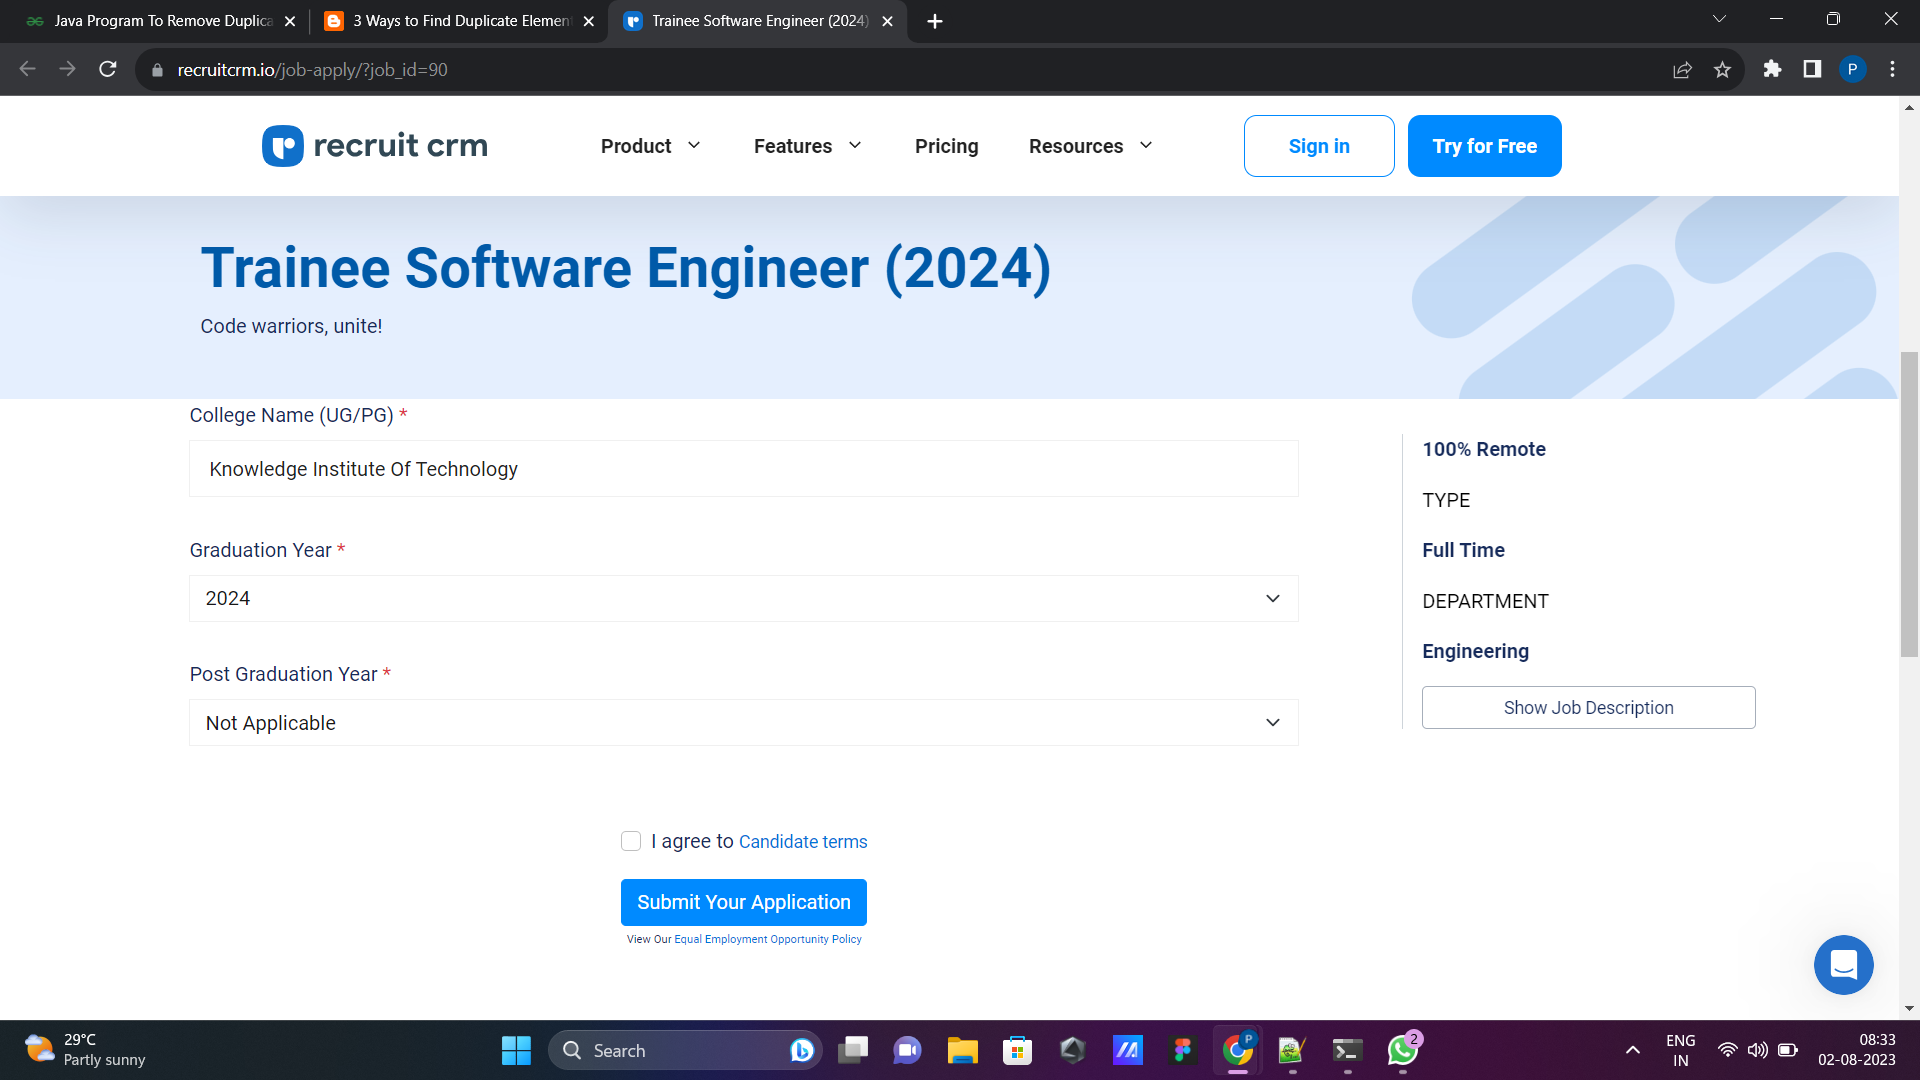 Java Program To Remove Duplica
3 Ways to Find Duplicate Element
Trainee Software Engineer (2024)
recruitcrm.io/job-apply/?job_id=90
P
recruit crm
Product
Features
Pricing
Resources
Sign in
Try for Free
Trainee Software Engineer (2024)
Code warriors, unite!
College Name (UG/PG) *
Knowledge Institute Of Technology
Graduation Year *
2024
Post Graduation Year *
Not Applicable
100% Remote
TYPE
Full Time
DEPARTMENT
Engineering
Show Job Description
I agree to Candidate terms
Submit Your Application
View Our Equal Employment Opportunity Policy
29°C
Partly sunny
Search
P
2
ENG
IN
08:33
02-08-2023